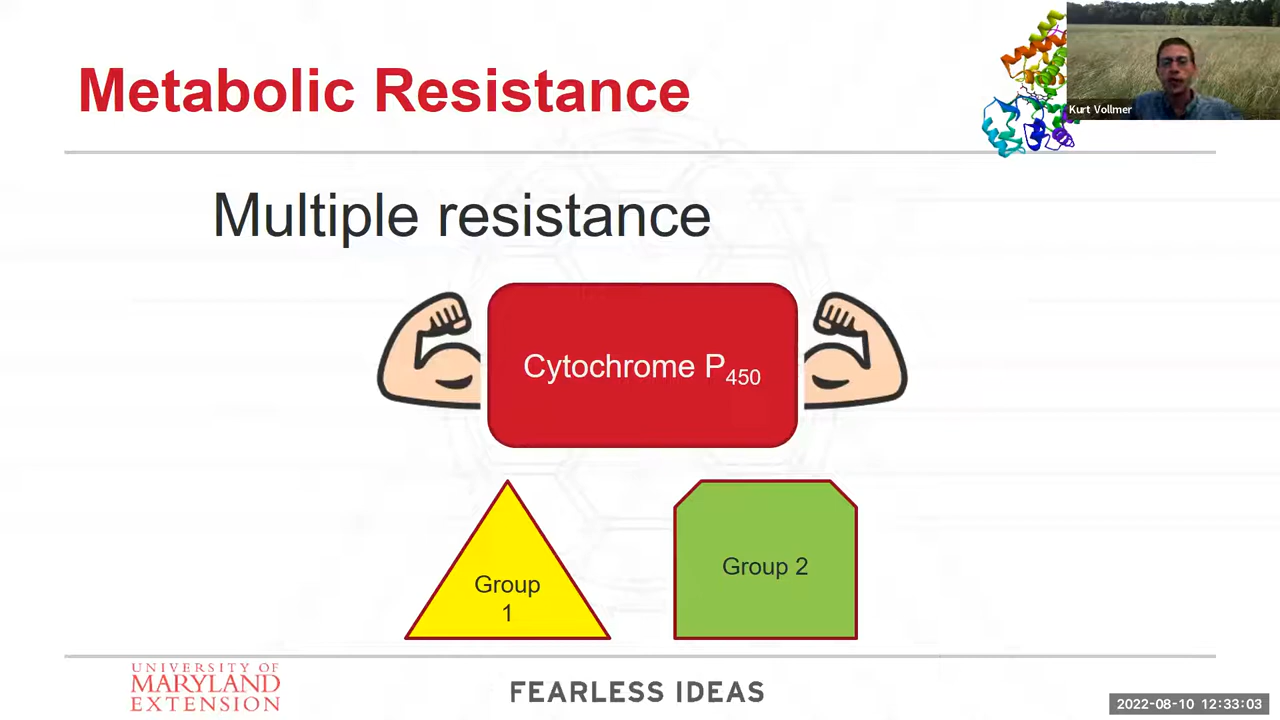 Metabolic Resistance
Kurt Vollmer
Multiple resistance
Cytochrome P450
Group
1
Group 2
UNIVERSITY OF
MARYLAND
EXTENSION
FEARLESS IDEAS
2022-08-10 12:33:03